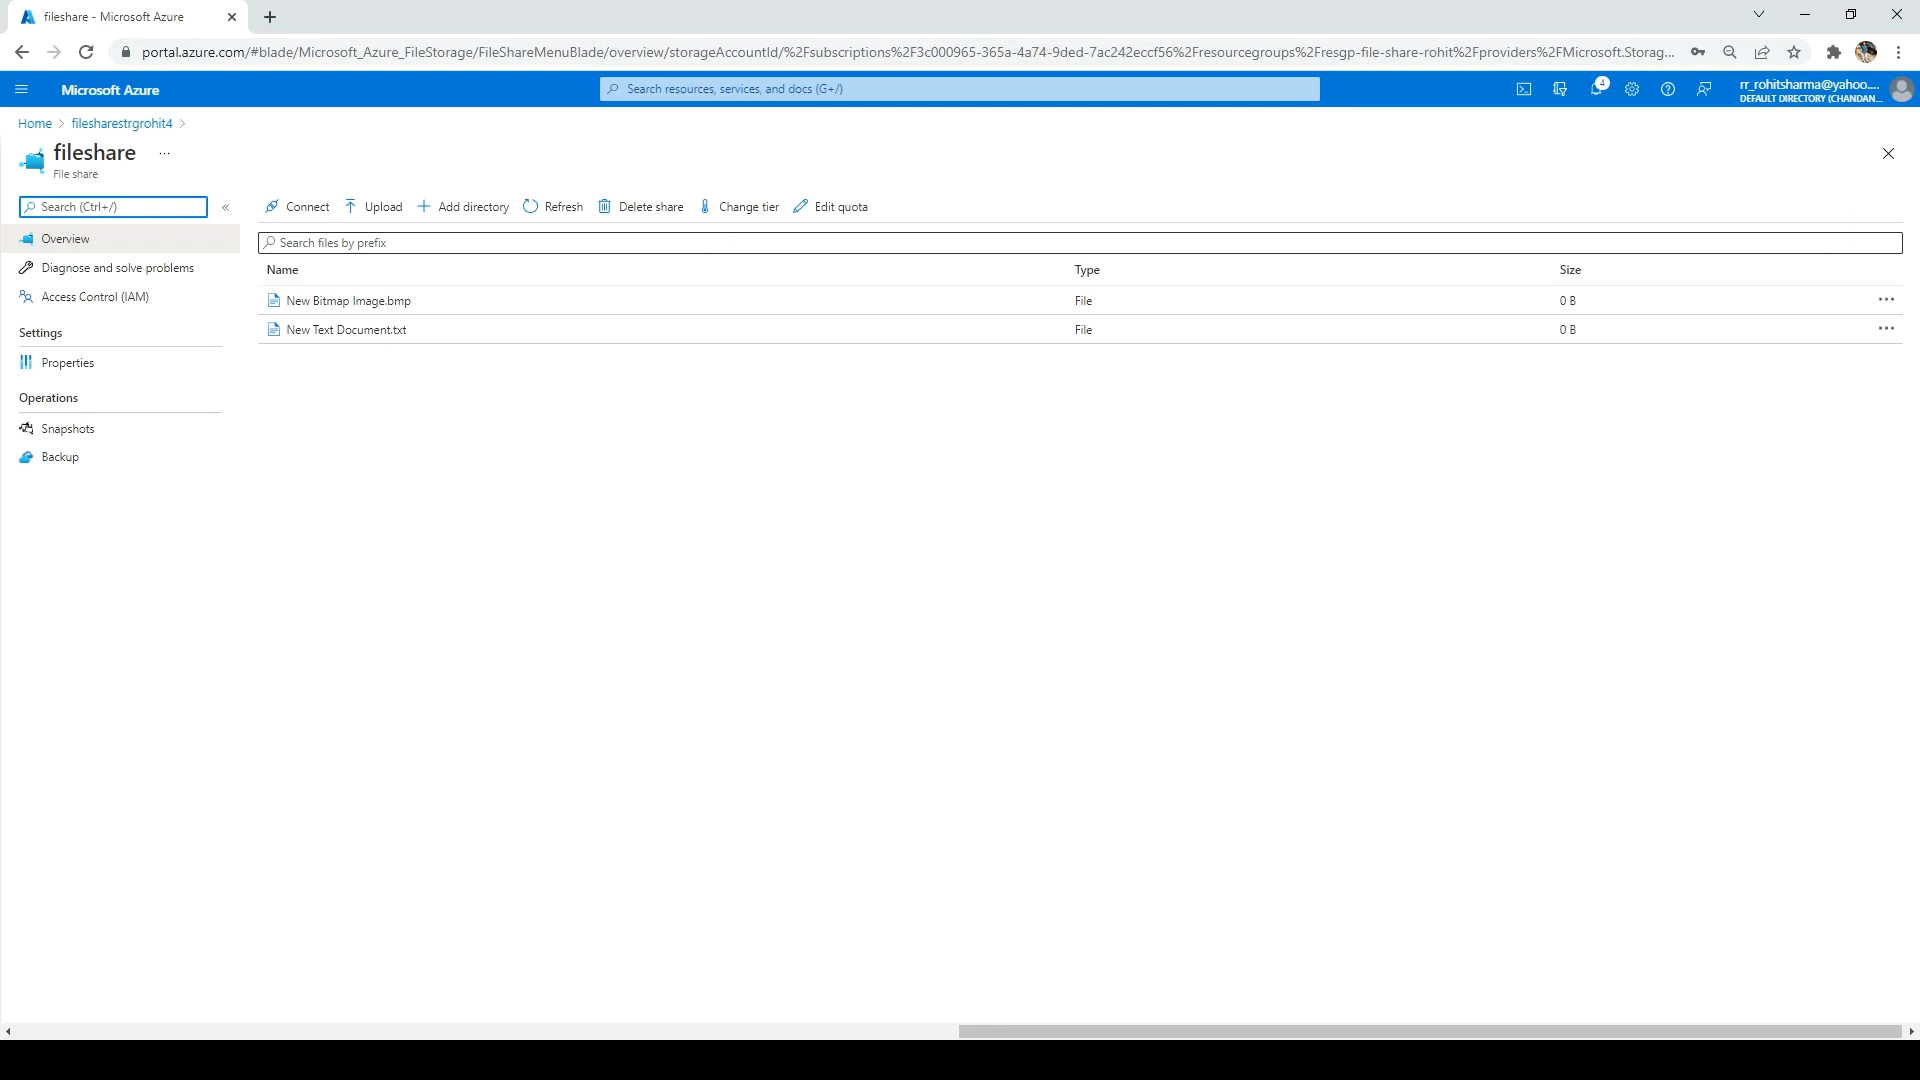 fileshare - Microsoft Azure
portal.azure.com/#blade/Microsoft_Azure_FileStorage/FileShareMenuBlade/overview/storageAccountId/%2Fsubscriptions%2F3c000965-365a-4a74-9ded-7ac242eccf56%2Fresourcegroups%2Fresgp-file-share-rohit%2Fproviders%2FMicrosoft.Storag...
Microsoft Azure
Search resources, services, and docs (G+/)
4
rr_rohitsharma@yahoo....
DEFAULT DIRECTORY (CHANDAN...
Home > filesharestrgrohit4 >
fileshare ...
File share
Search (Ctrl+/) «
Connect Upload Add directory Refresh Delete share Change tier Edit quota
Overview
Diagnose and solve problems
Access Control (IAM)
Settings
Properties
Operations
Snapshots
Backup
Search files by prefix
Name Type Size
New Bitmap Image.bmp File 0 B ...
New Text Document.txt File 0 B ...